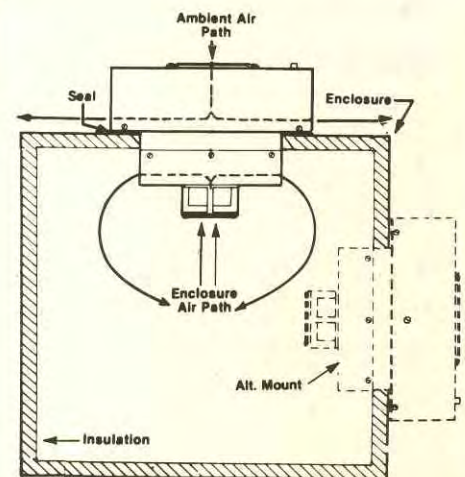 Ambient Air
Path
Seal
Enclosure
Enclosure
Air Path
Alt. Mount
Insulation